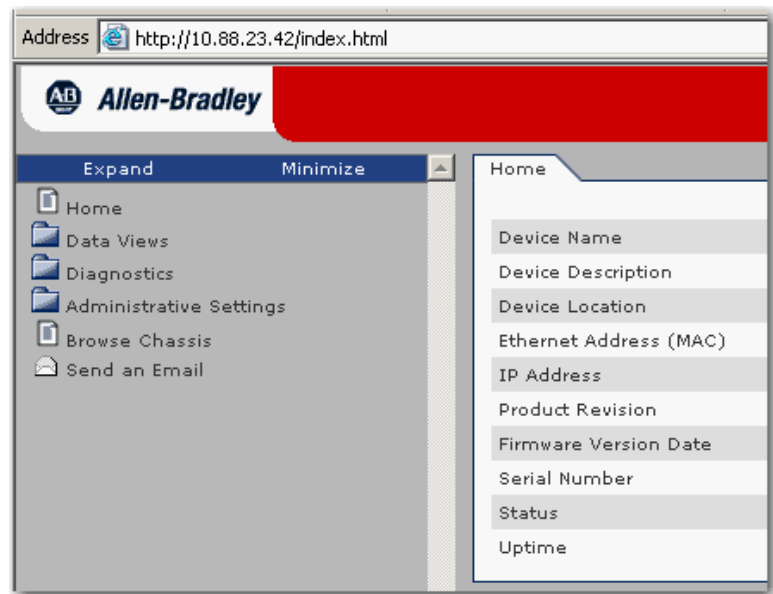 Address http://10.88.23.42/index.html
AB Allen-Bradley
Expand Minimize
Home
Data Views
Diagnostics
Administrative Settings
Browse Chassis
Send an Email
Home
Device Name
Device Description
Device Location
Ethernet Address (MAC)
IP Address
Product Revision
Firmware Version Date
Serial Number
Status
Uptime